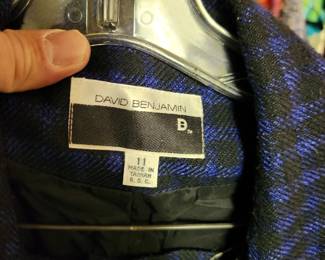 DAVID BENJAMIN
B
11
MADE IN
TAIWAN
R.O.C.